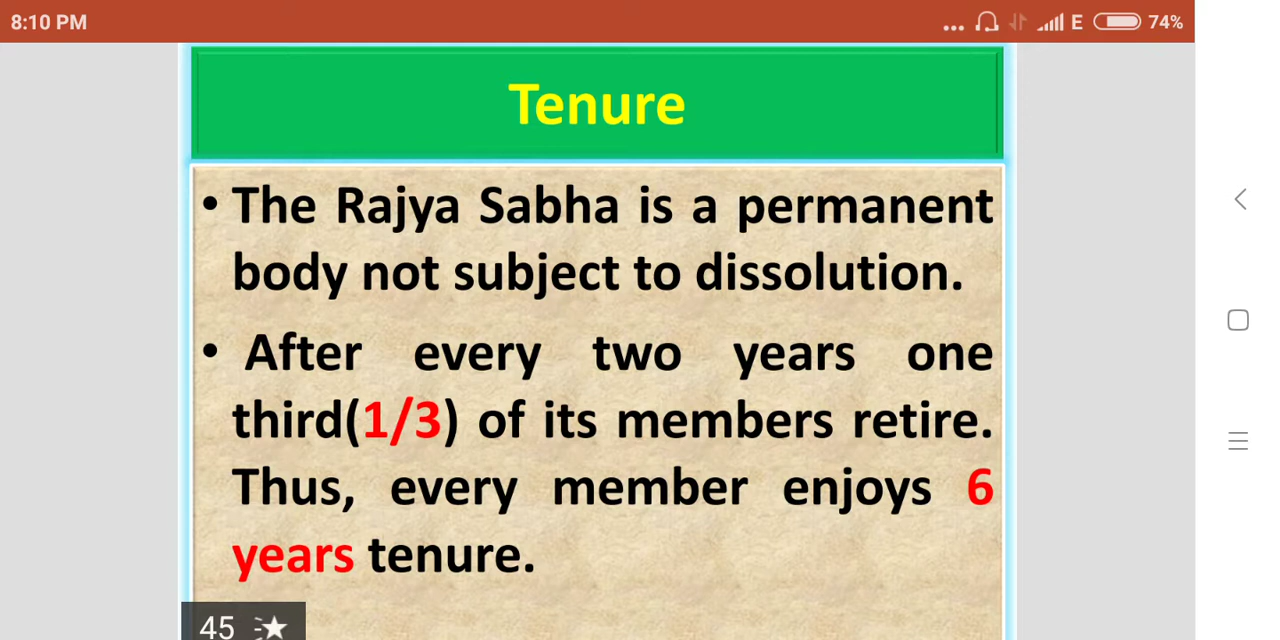 8:10 PM
... E 74%
Tenure
• The Rajya Sabha is a permanent
body not subject to dissolution.
• After every two years one
third(1/3) of its members retire.
Thus, every member enjoys 6
years tenure.
45